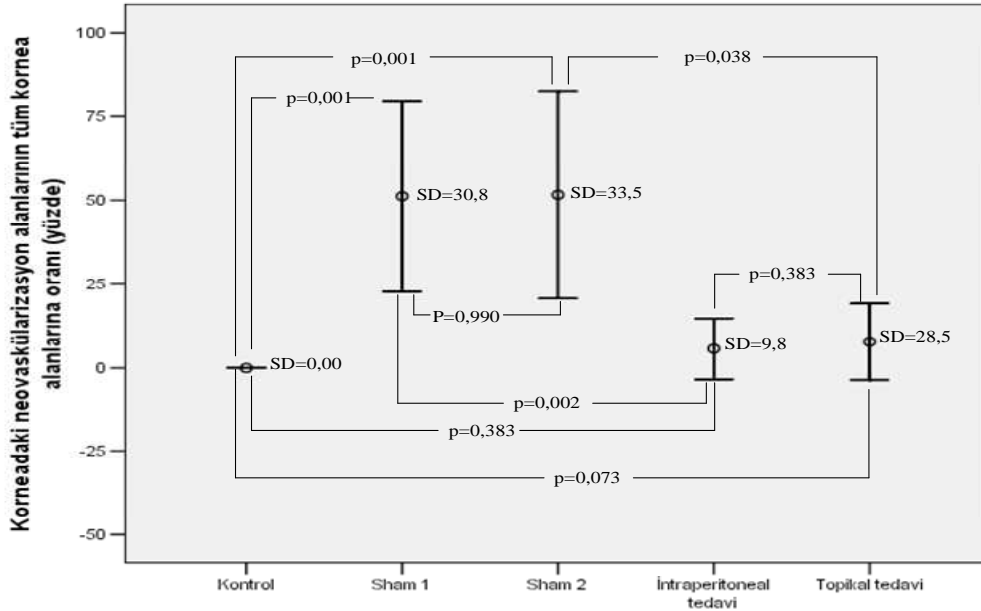 Korneadaki neovaskülarizasyon alanlarının tüm kornea
alanlarına oranı (yüzde)
100
75
50
25
0
-25
-50
p=0,001
p=0,038
p=0,001
SD=30,8
SD=33,5
p=0,383
P=0,990
SD=0,00
SD=9,8
SD=28,5
p=0,002
p=0,383
p=0,073
Kontrol
Sham 1
Sham 2
İntraperitoneal
tedavi
Topikal tedavi